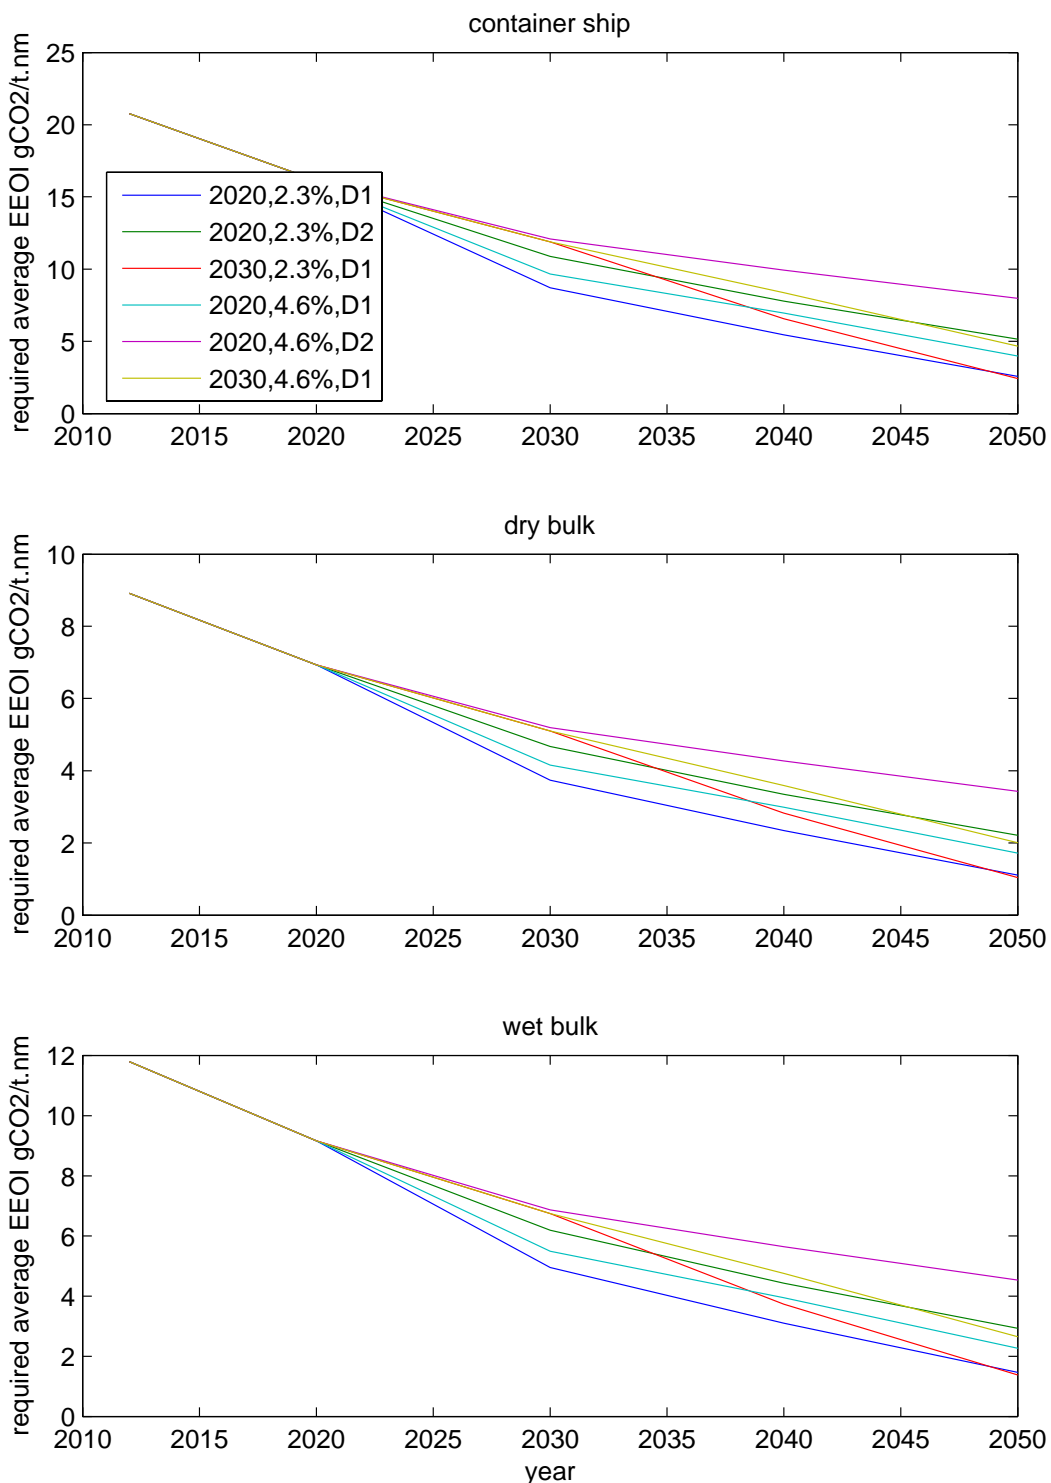 container ship
required average EEOI gCO2/t.nm
25
20
15
10
5
0
2020,2.3%,D1
2020,2.3%,D2
2030,2.3%,D1
2020,4.6%,D1
2020,4.6%,D2
2030,4.6%,D1
2010 2015 2020 2025 2030 2035 2040 2045 2050
dry bulk
required average EEOI gCO2/t.nm
10
8
6
4
2
0
2010 2015 2020 2025 2030 2035 2040 2045 2050
wet bulk
required average EEOI gCO2/t.nm
12
10
8
6
4
2
0
2010 2015 2020 2025 2030 2035 2040 2045 2050
year